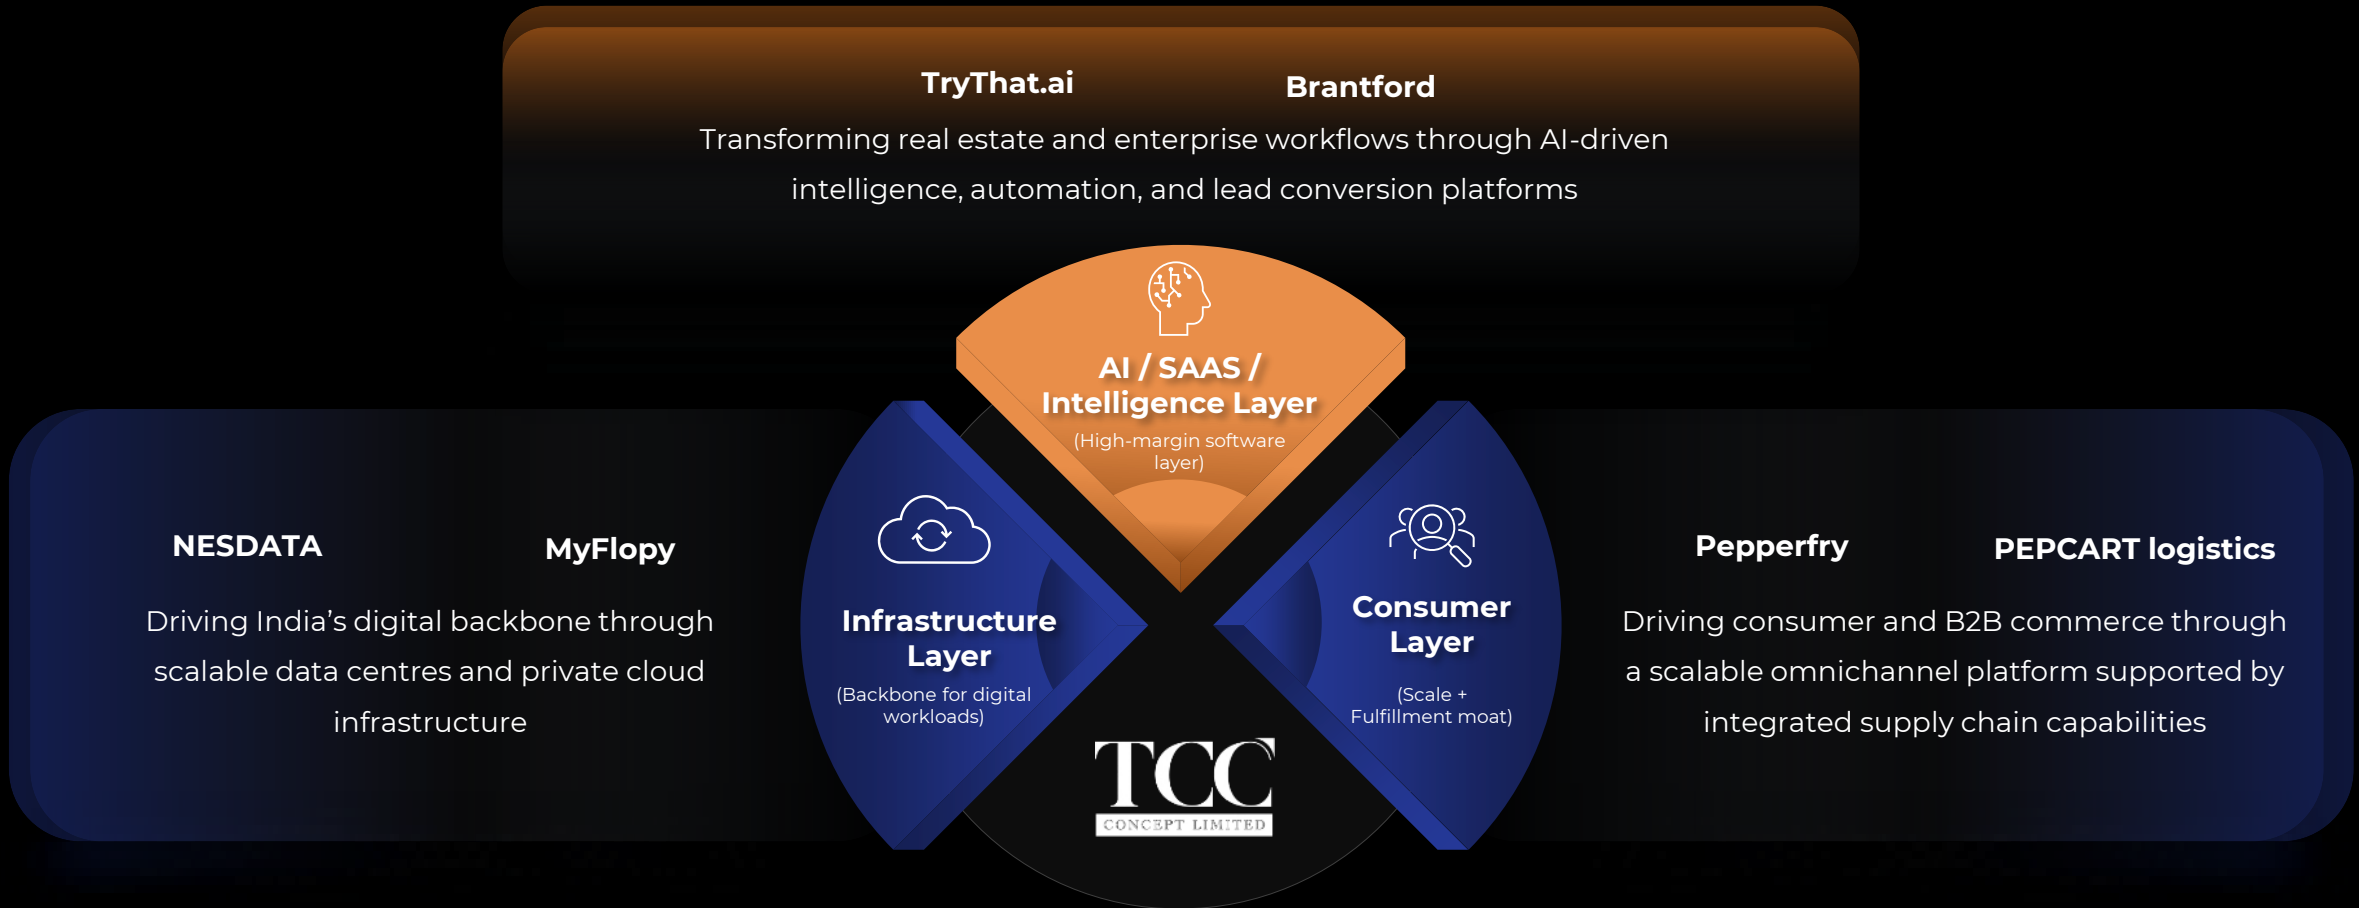 TryThat.ai
Brantford
Transforming real estate and enterprise workflows through AI-driven
intelligence, automation, and lead conversion platforms
AI / SAAS /
Intelligence Layer
(High-margin software
layer)
NESDATA
MyFlopy
Driving India’s digital backbone through
scalable data centres and private cloud
infrastructure
Infrastructure
Layer
(Backbone for digital
workloads)
Consumer
Layer
(Scale +
Fulfillment moat)
Pepperfry
PEPCART logistics
Driving consumer and B2B commerce through
a scalable omnichannel platform supported by
integrated supply chain capabilities
TCC
CONCEPT LIMITED